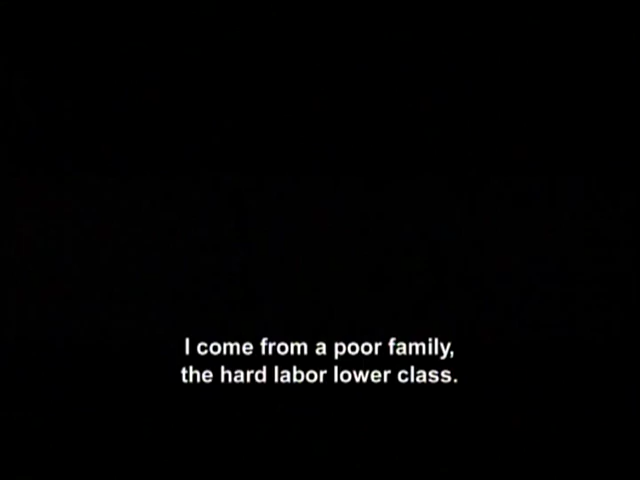 I come from a poor family,
the hard labor lower class.